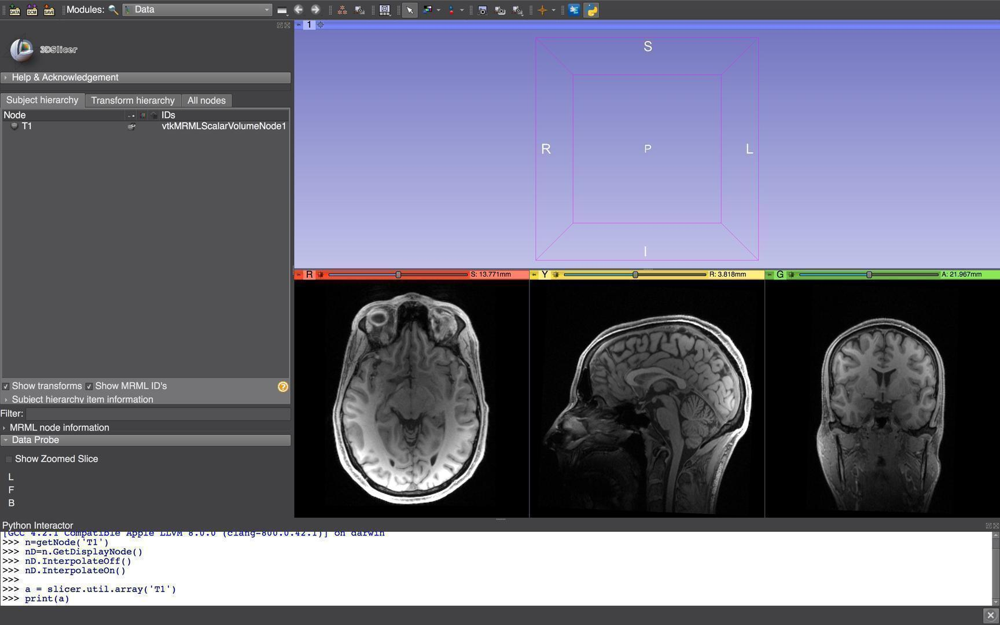 DATA DCM SAVE Modules: Data
1
3DSlicer
Help & Acknowledgement
Subject hierarchy Transform hierarchy All nodes
Node IDs
T1 vtkMRMLScalarVolumeNode1
S
R P L
I
R S: 13.771mm Y R: 3.818mm G A: 21.967mm
Show transforms Show MRML ID's ?
Subject hierarchy item information
Filter:
MRML node information
Data Probe
Show Zoomed Slice
L
F
B
Python Interactor
[GCC 4.2.1 Compatible Apple LLVM 8.0.0 (clang-800.0.42.1)] on darwin
>>> n=getNode('T1')
>>> nD=n.GetDisplayNode()
>>> nD.InterpolateOff()
>>> nD.InterpolateOn()
>>>
>>> a = slicer.util.array('T1')
>>> print(a)